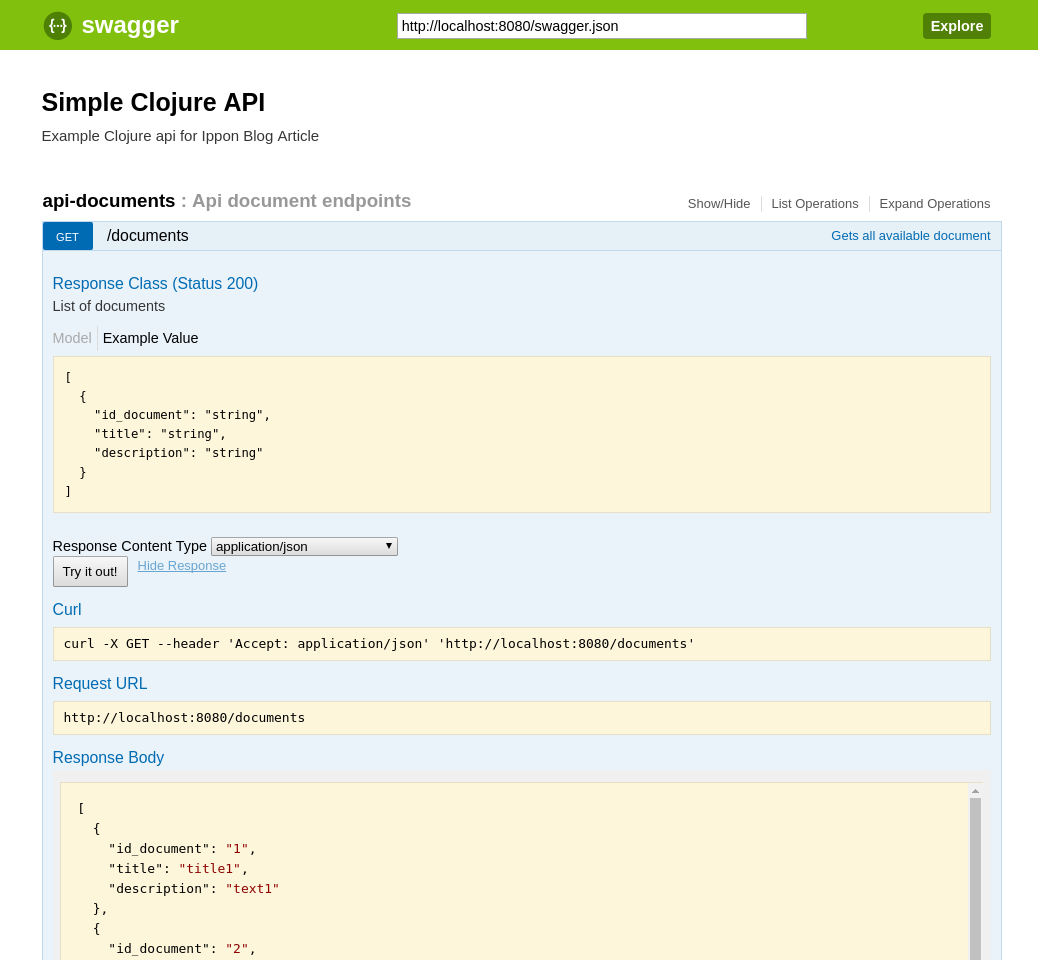 {···} swagger http://localhost:8080/swagger.json Explore
Simple Clojure API
Example Clojure api for Ippon Blog Article
api-documents : Api document endpoints Show/Hide List Operations Expand Operations
GET /documents Gets all available document
Response Class (Status 200)
List of documents
Model Example Value
[
  {
    "id_document": "string",
    "title": "string",
    "description": "string"
  }
]
Response Content Type application/json
Try it out! Hide Response
Curl
curl -X GET --header 'Accept: application/json' 'http://localhost:8080/documents'
Request URL
http://localhost:8080/documents
Response Body
[
  {
    "id_document": "1",
    "title": "title1",
    "description": "text1"
  },
  {
    "id_document": "2",